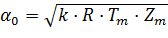 α₀ = √(k · R · Tₘ · Zₘ)